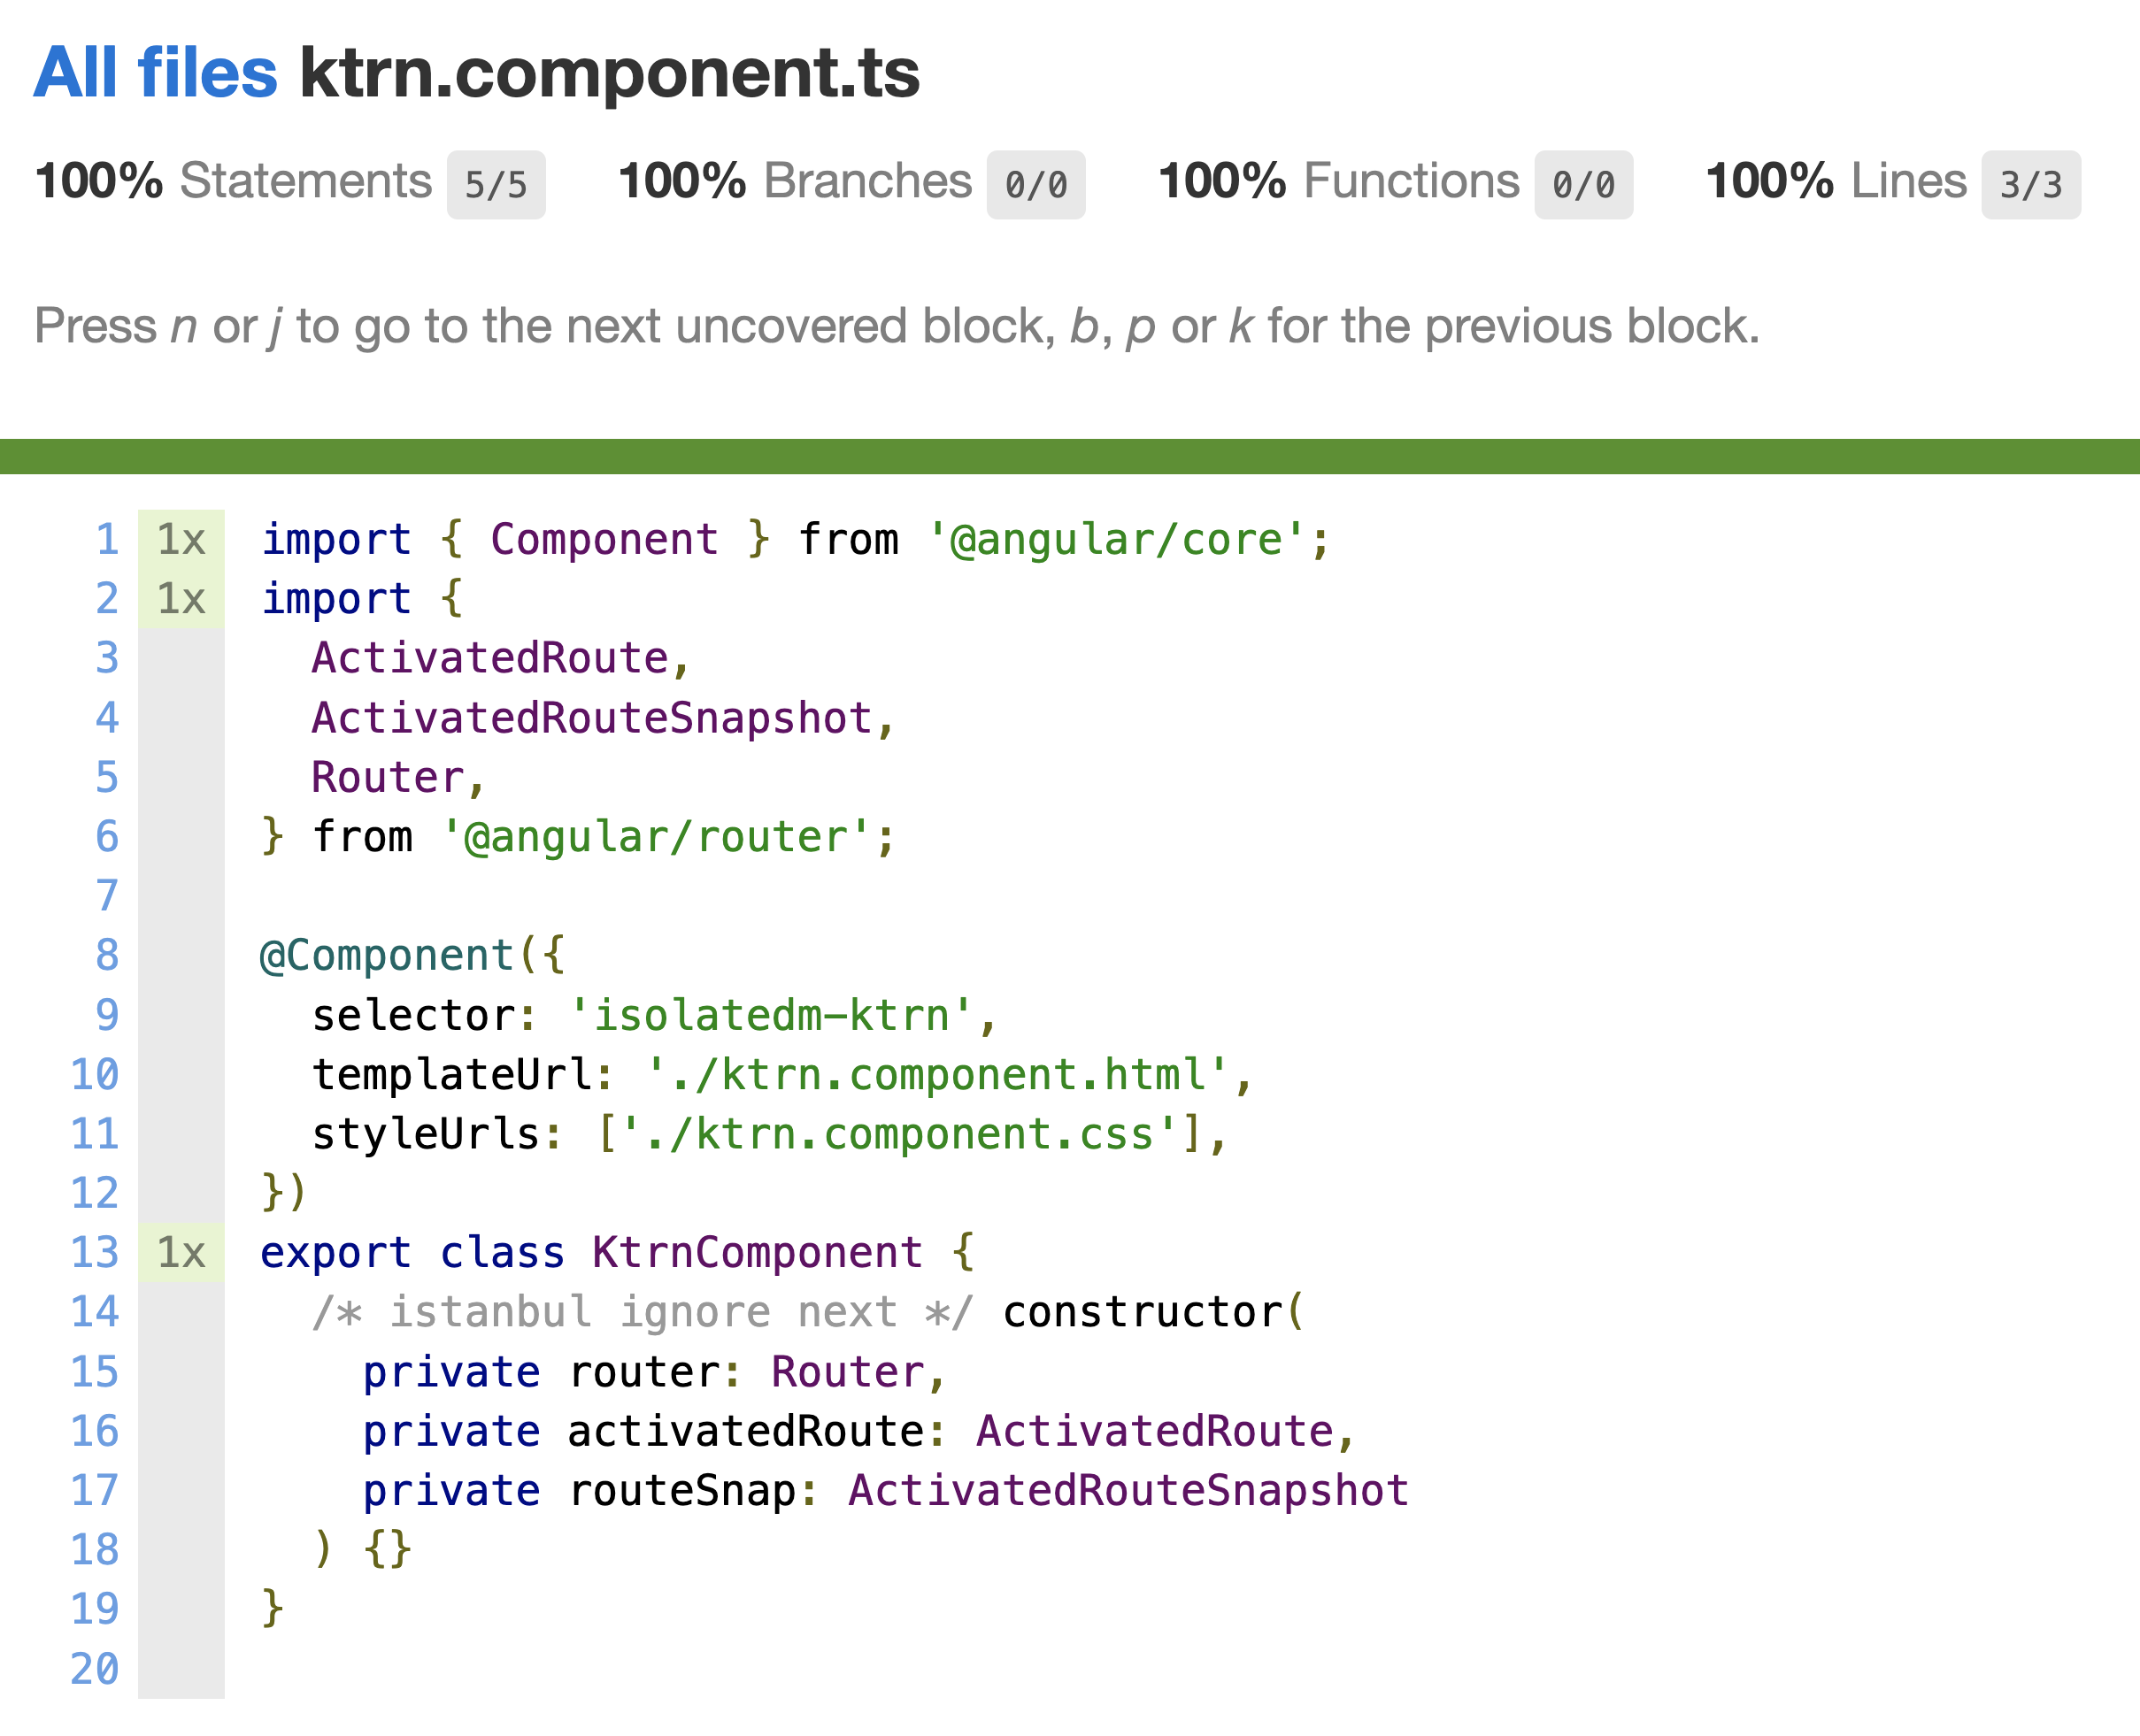 All files ktrn.component.ts
100% Statements 5/5 100% Branches 0/0 100% Functions 0/0 100% Lines 3/3
Press n or j to go to the next uncovered block, b, p or k for the previous block.
1 1x import { Component } from '@angular/core';
2 1x import {
3 ActivatedRoute,
4 ActivatedRouteSnapshot,
5 Router,
6 } from '@angular/router';
7
8 @Component({
9 selector: 'isolatedm-ktrn',
10 templateUrl: './ktrn.component.html',
11 styleUrls: ['./ktrn.component.css'],
12 })
13 1x export class KtrnComponent {
14 /* istanbul ignore next */ constructor(
15 private router: Router,
16 private activatedRoute: ActivatedRoute,
17 private routeSnap: ActivatedRouteSnapshot
18 ) {}
19 }
20